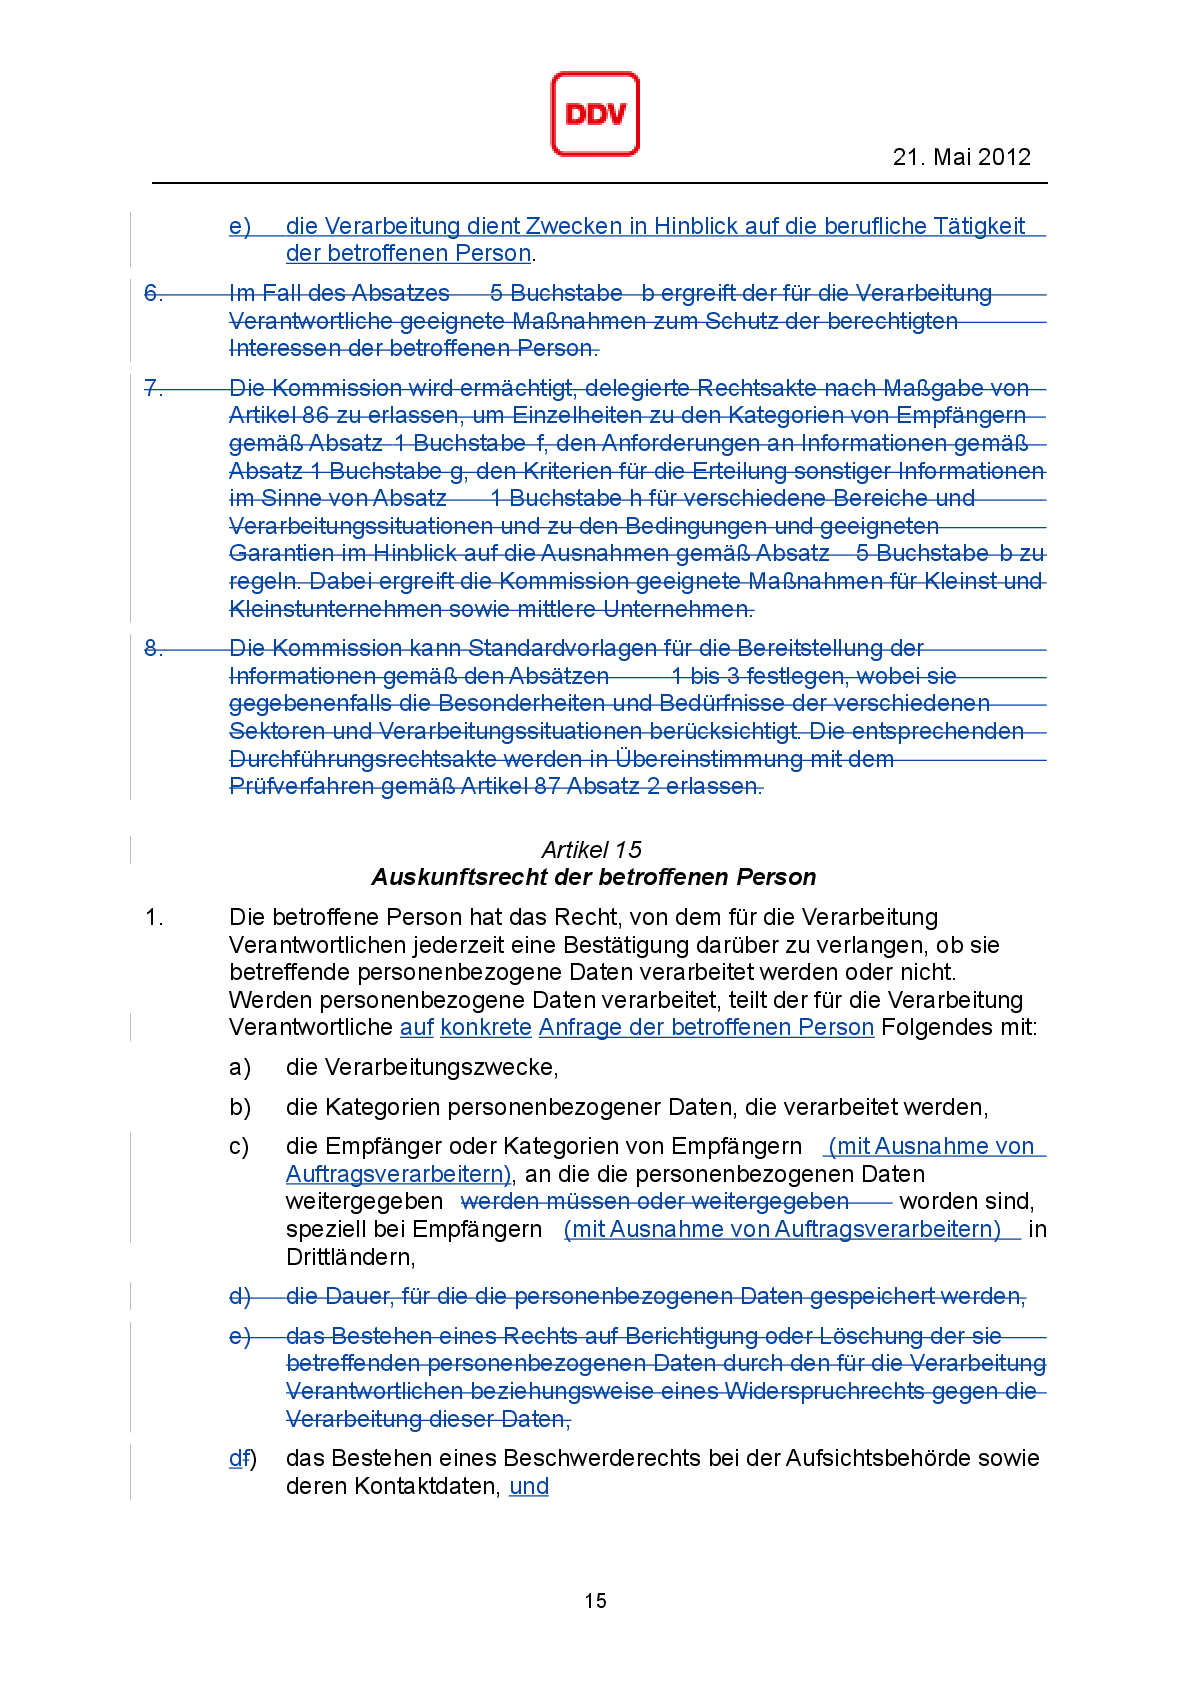 DDV
21. Mai 2012
e) die Verarbeitung dient Zwecken in Hinblick auf die berufliche Tätigkeit
der betroffenen Person.
6. Im Fall des Absatzes 5 Buchstabe b ergreift der für die Verarbeitung
Verantwortliche geeignete Maßnahmen zum Schutz der berechtigten
Interessen der betroffenen Person.
7. Die Kommission wird ermächtigt, delegierte Rechtsakte nach Maßgabe von
Artikel 86 zu erlassen, um Einzelheiten zu den Kategorien von Empfängern
gemäß Absatz 1 Buchstabe f, den Anforderungen an Informationen gemäß
Absatz 1 Buchstabe g, den Kriterien für die Erteilung sonstiger Informationen
im Sinne von Absatz 1 Buchstabe h für verschiedene Bereiche und
Verarbeitungssituationen und zu den Bedingungen und geeigneten
Garantien im Hinblick auf die Ausnahmen gemäß Absatz 5 Buchstabe b zu
regeln. Dabei ergreift die Kommission geeignete Maßnahmen für Kleinst und
Kleinstunternehmen sowie mittlere Unternehmen.
8. Die Kommission kann Standardvorlagen für die Bereitstellung der
Informationen gemäß den Absätzen 1 bis 3 festlegen, wobei sie
gegebenenfalls die Besonderheiten und Bedürfnisse der verschiedenen
Sektoren und Verarbeitungssituationen berücksichtigt. Die entsprechenden
Durchführungsrechtsakte werden in Übereinstimmung mit dem
Prüfverfahren gemäß Artikel 87 Absatz 2 erlassen.
Artikel 15
Auskunftsrecht der betroffenen Person
1. Die betroffene Person hat das Recht, von dem für die Verarbeitung
Verantwortlichen jederzeit eine Bestätigung darüber zu verlangen, ob sie
betreffende personenbezogene Daten verarbeitet werden oder nicht.
Werden personenbezogene Daten verarbeitet, teilt der für die Verarbeitung
Verantwortliche auf konkrete Anfrage der betroffenen Person Folgendes mit:
a) die Verarbeitungszwecke,
b) die Kategorien personenbezogener Daten, die verarbeitet werden,
c) die Empfänger oder Kategorien von Empfängern (mit Ausnahme von
Auftragsverarbeitern), an die die personenbezogenen Daten
weitergegeben werden müssen oder weitergegeben worden sind,
speziell bei Empfängern (mit Ausnahme von Auftragsverarbeitern) in
Drittländern,
d) die Dauer, für die die personenbezogenen Daten gespeichert werden,
e) das Bestehen eines Rechts auf Berichtigung oder Löschung der sie
betreffenden personenbezogenen Daten durch den für die Verarbeitung
Verantwortlichen beziehungsweise eines Widerspruchrechts gegen die
Verarbeitung dieser Daten,
df) das Bestehen eines Beschwerderechts bei der Aufsichtsbehörde sowie
deren Kontaktdaten, und
15